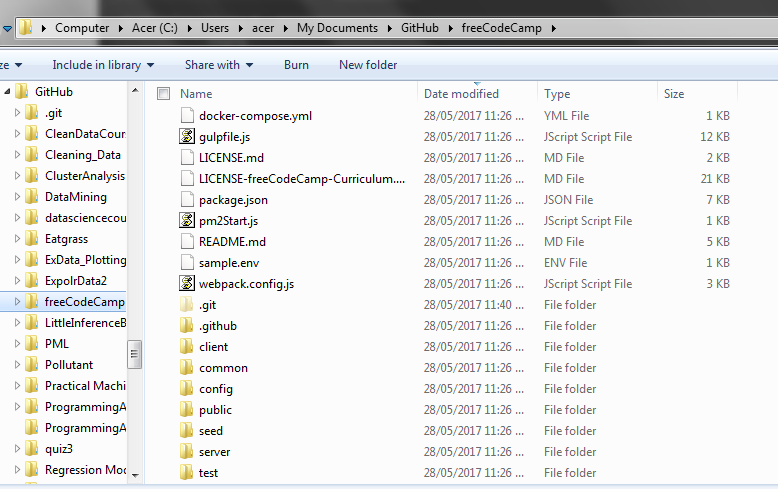 Computer Acer (C:) Users acer My Documents GitHub freeCodeCamp
ze Include in library Share with Burn New folder
GitHub
.git
CleanDataCour
Cleaning_Data
ClusterAnalysis
DataMining
datasciencecou
Eatgrass
ExData_Plotting
ExpolrData2
freeCodeCamp
LittleInferenceB
PML
Pollutant
Practical Machi
ProgrammingA
ProgrammingA
quiz3
Regression Moc
Name Date modified Type Size
docker-compose.yml 28/05/2017 11:26 ... YML File 1 KB
gulpfile.js 28/05/2017 11:26 ... JScript Script File 12 KB
LICENSE.md 28/05/2017 11:26 ... MD File 2 KB
LICENSE-freeCodeCamp-Curriculum.... 28/05/2017 11:26 ... MD File 21 KB
package.json 28/05/2017 11:26 ... JSON File 7 KB
pm2Start.js 28/05/2017 11:26 ... JScript Script File 1 KB
README.md 28/05/2017 11:26 ... MD File 5 KB
sample.env 28/05/2017 11:26 ... ENV File 1 KB
webpack.config.js 28/05/2017 11:26 ... JScript Script File 3 KB
.git 28/05/2017 11:40 ... File folder
.github 28/05/2017 11:26 ... File folder
client 28/05/2017 11:26 ... File folder
common 28/05/2017 11:26 ... File folder
config 28/05/2017 11:26 ... File folder
public 28/05/2017 11:26 ... File folder
seed 28/05/2017 11:26 ... File folder
server 28/05/2017 11:26 ... File folder
test 28/05/2017 11:26 ... File folder